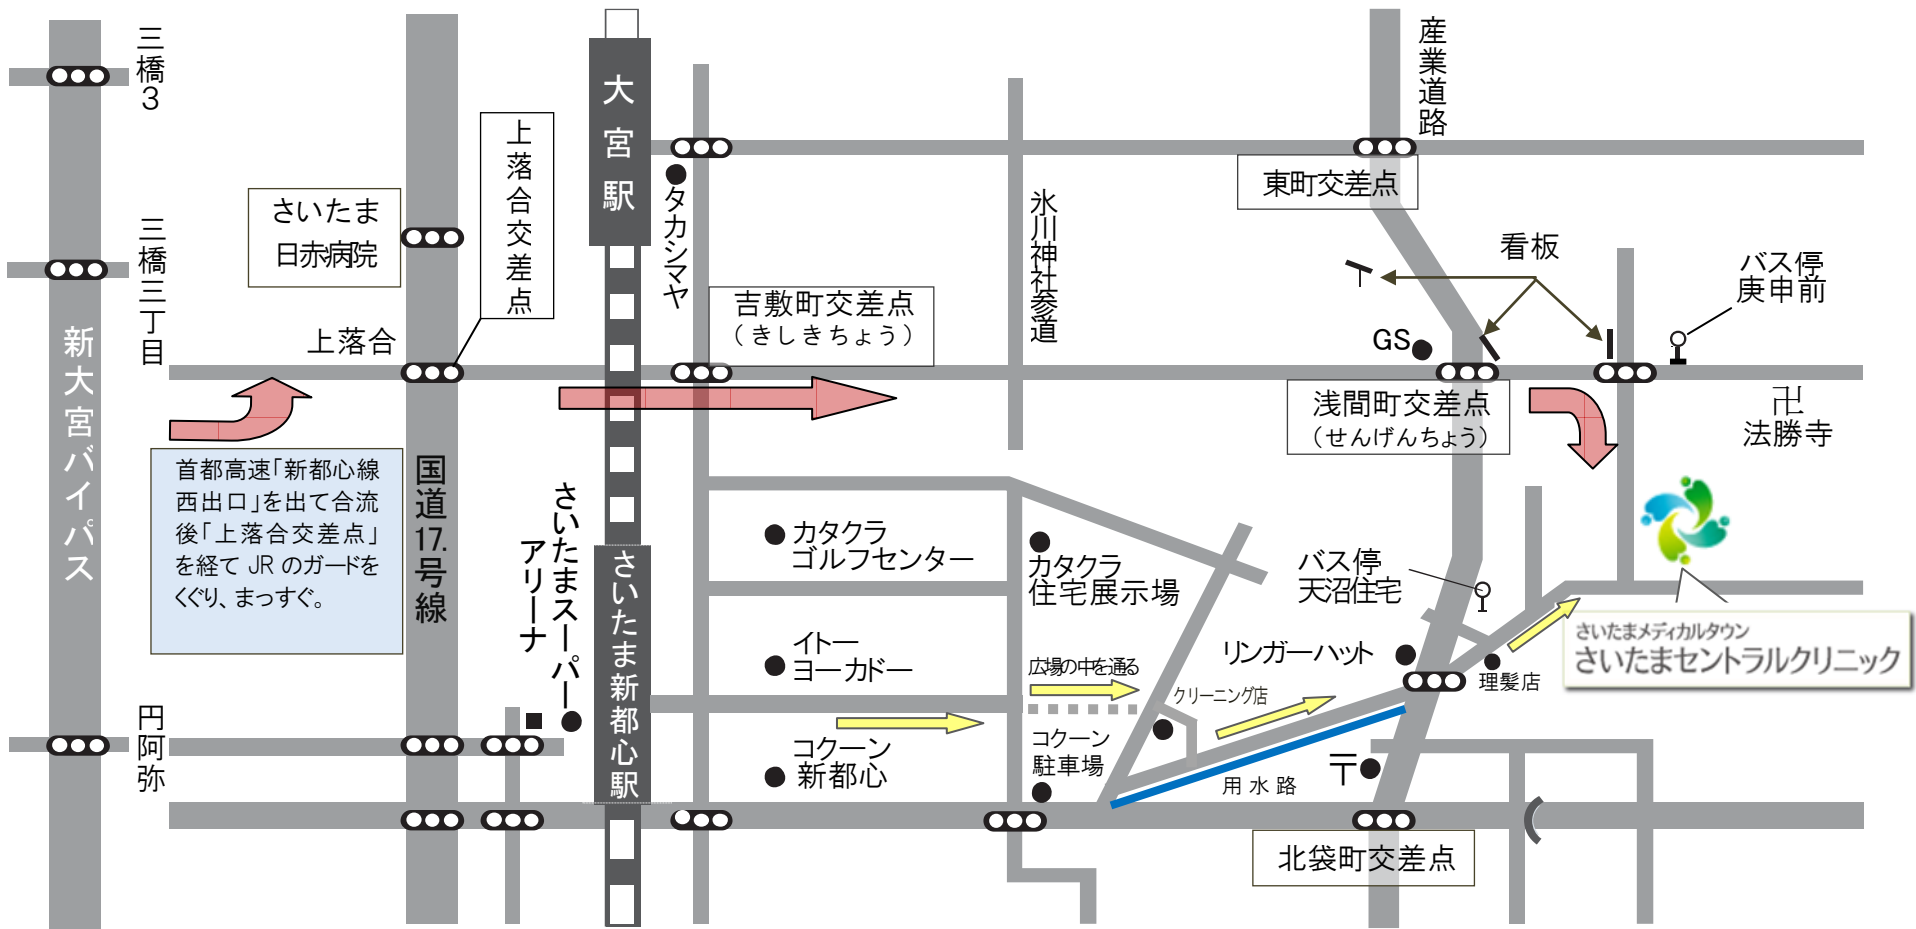 三橋3
三橋三丁目
新大宮バイパス
円阿弥
さいたま
日赤病院
上落合
上落合交差点
国道17.号線
首都高速「新都心線
西出口」を出て合流
後「上落合交差点」
を経て JR のガードを
くぐり、まっすぐ。
大宮駅
タカシマヤ
吉敷町交差点
(きしきちょう)
氷川神社参道
産業道路
東町交差点
看板
バス停
庚申前
GS
浅間町交差点
(せんげんちょう)
卍
法勝寺
さいたまスーパー
アリーナ
さいたま新都心駅
カタクラ
ゴルフセンター
カタクラ
住宅展示場
イトー
ヨーカドー
広場の中を通る
クリーニング店
コクーン
新都心
コクーン
駐車場
用水路
バス停
天沼住宅
リンガーハット
理髪店
さいたまメディカルタウン
さいたまセントラルクリニック
〒
北袋町交差点